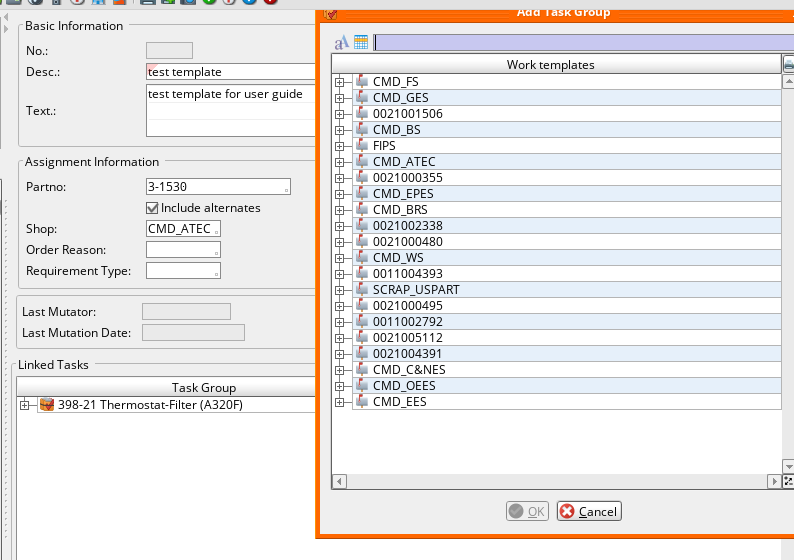 Add Task Group
Basic Information
No.:
Desc.: test template
Text.: test template for user guide
Assignment Information
Partno: 3-1530
Include alternates
Shop: CMD_ATEC
Order Reason:
Requirement Type:
Last Mutator:
Last Mutation Date:
Linked Tasks
Task Group
398-21 Thermostat-Filter (A320F)
Work templates
CMD_FS
CMD_GES
0021001506
CMD_BS
FIPS
CMD_ATEC
0021000355
CMD_EPES
CMD_BRS
0021002338
0021000480
CMD_WS
0011004393
SCRAP_USPART
0021000495
0011002792
0021005112
0021004391
CMD_C&NES
CMD_OEES
CMD_EES
OK
Cancel